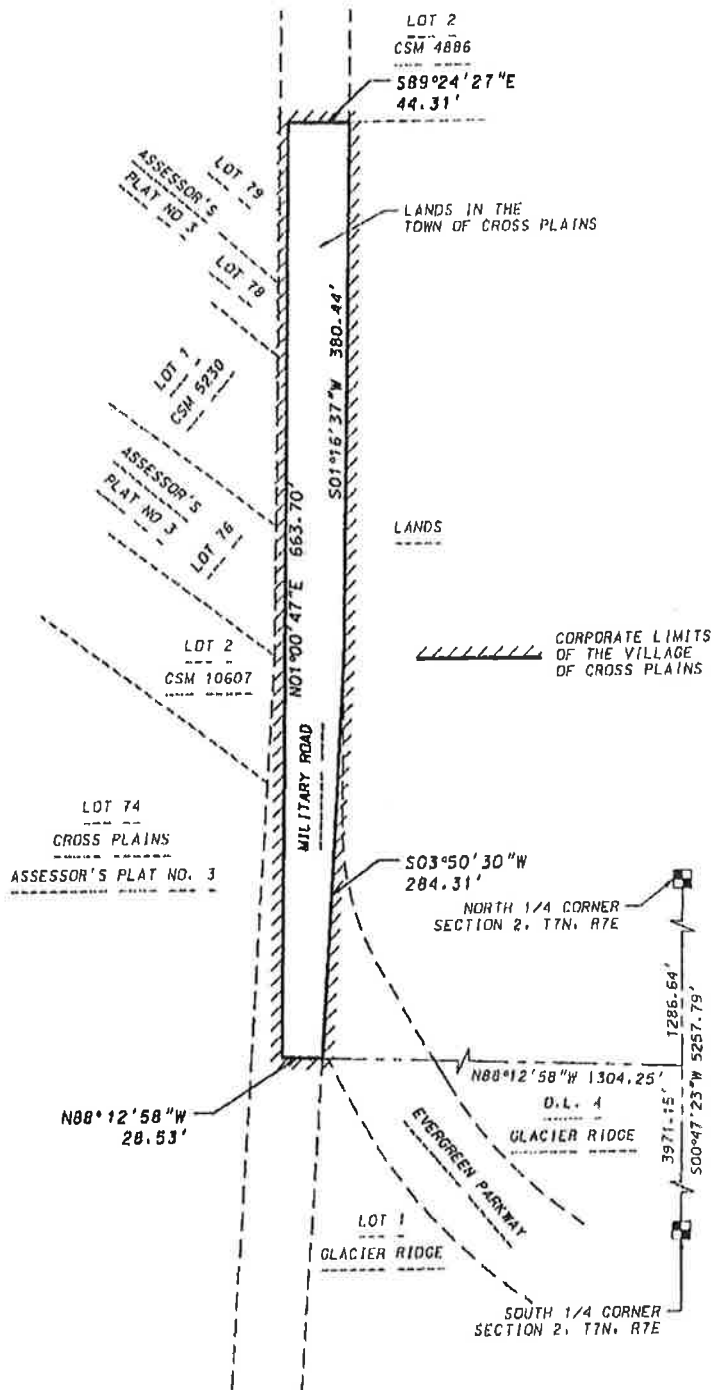 LOT 2
CSM 4886
S89°24'27"E
44.31'
LOT 79
ASSESSOR'S
PLAT NO 3
LANDS IN THE
TOWN OF CROSS PLAINS
LOT 78
S01°16'37"W 380.44'
LOT 1
CSM 5230
ASSESSOR'S
PLAT NO 3
LOT 76
N01°00'47"E 663.70'
LANDS
CORPORATE LIMITS
OF THE VILLAGE
OF CROSS PLAINS
LOT 2
CSM 10607
MILITARY ROAD
LOT 74
CROSS PLAINS
ASSESSOR'S PLAT NO. 3
S03°50'30"W
284.31'
NORTH 1/4 CORNER
SECTION 2, T7N, R7E
1286.64'
S00°47'23"W 5257.79'
3971.15'
N88°12'58"W 1304.25'
N88°12'58"W
28.53'
O.L. 4
GLACIER RIDGE
EVERGREEN PARKWAY
LOT 1
GLACIER RIDGE
SOUTH 1/4 CORNER
SECTION 2, T7N, R7E